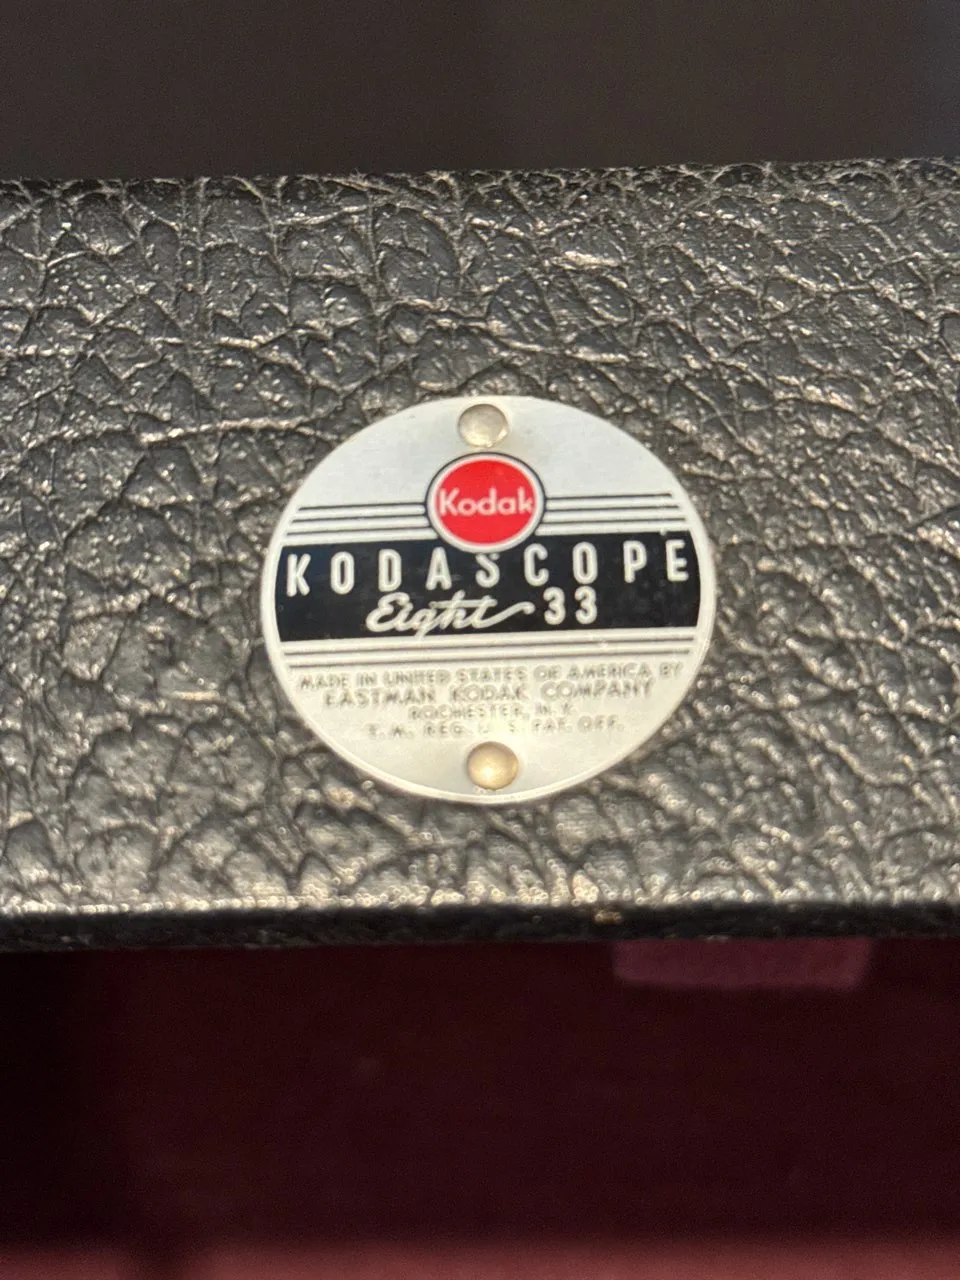 Kodak
KODASCOPE
Eight 33
MADE IN UNITED STATES OF AMERICA BY
EASTMAN KODAK COMPANY
ROCHESTER, N.Y.
T.M. REG. U. S. PAT. OFF.